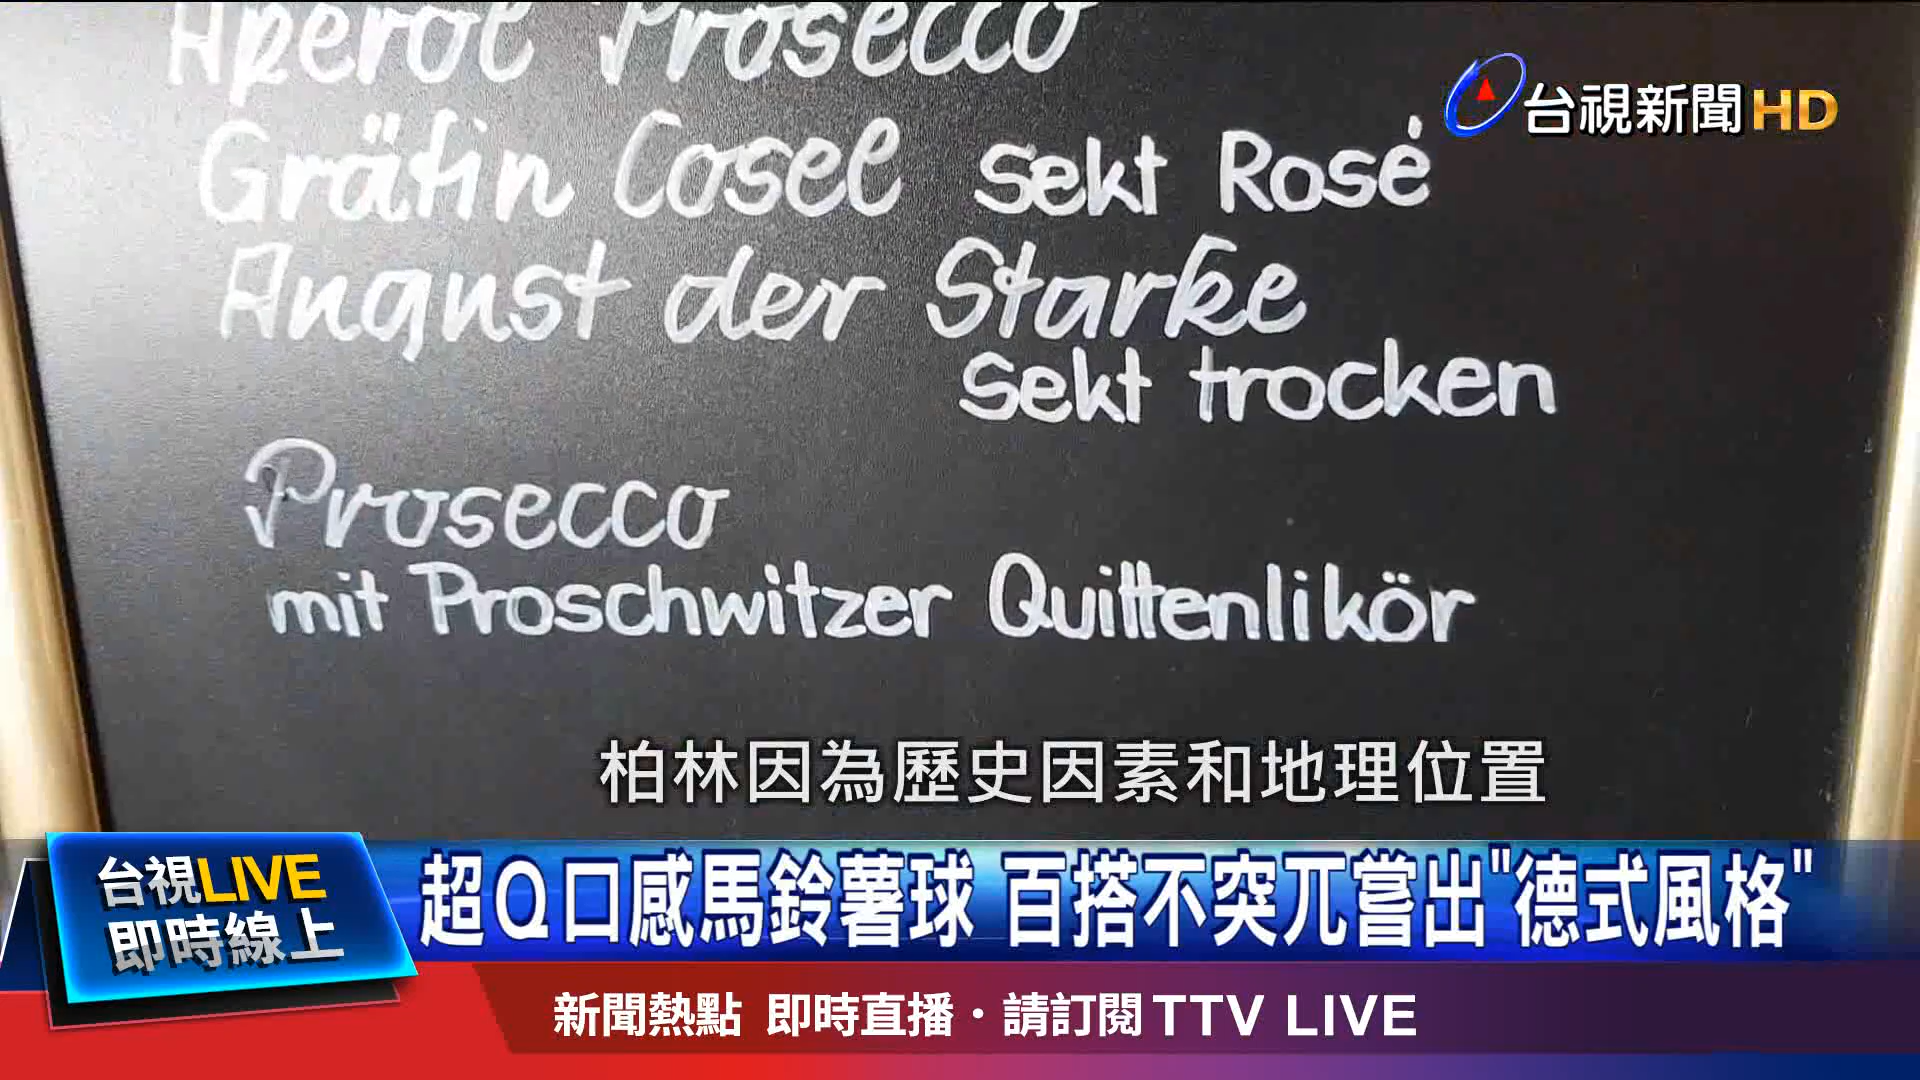 Aperol Prosecco
台視新聞HD
Gräfin Cosel sekt Rosé
August der Starke
sekt trocken
Prosecco
mit Proschwitzer Quittenlikör
柏林因為歷史因素和地理位置
台視LIVE
即時線上
超Q口感馬鈴薯球 百搭不突兀嘗出"德式風格"
新聞熱點 即時直播・請訂閱TTV LIVE